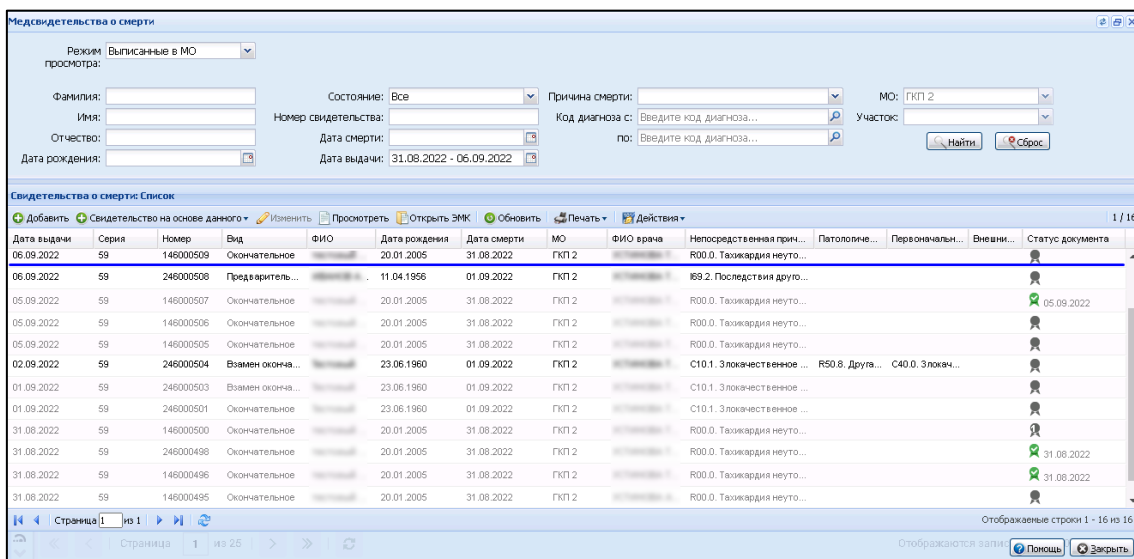 Медсвидетельства о смерти
Режим просмотра: Выписанные в МО
Фамилия: Состояние: Все Причина смерти: МО: ГКП 2
Имя: Номер свидетельства: Код диагноза с: Введите код диагноза... Участок:
Отчество: Дата смерти: по: Введите код диагноза... Найти Сброс
Дата рождения: Дата выдачи: 31.08.2022 - 06.09.2022
Свидетельства о смерти: Список
Добавить Свидетельство на основе данного Изменить Просмотреть Открыть ЭМК Обновить Печать Действия 1 / 16
Дата выдачи Серия Номер Вид ФИО Дата рождения Дата смерти МО ФИО врача Непосредственная прич... Патологиче... Первоначальн... Внешни... Статус документа
06.09.2022 59 146000509 Окончательное 20.01.2005 31.08.2022 ГКП 2 R00.0. Тахикардия неуто...
06.09.2022 59 246000508 Предваритель... 11.04.1956 01.09.2022 ГКП 2 I69.2. Последствия друго...
05.09.2022 59 146000507 Окончательное 20.01.2005 31.08.2022 ГКП 2 R00.0. Тахикардия неуто... 05.09.2022
05.09.2022 59 146000506 Окончательное 20.01.2005 31.08.2022 ГКП 2 R00.0. Тахикардия неуто...
05.09.2022 59 146000505 Окончательное 20.01.2005 31.08.2022 ГКП 2 R00.0. Тахикардия неуто...
02.09.2022 59 246000504 Взамен оконча... 23.06.1960 01.09.2022 ГКП 2 C10.1. Злокачественное ... R50.8. Друга... C40.0. Злокач...
01.09.2022 59 246000503 Взамен оконча... 23.06.1960 01.09.2022 ГКП 2 C10.1. Злокачественное ...
01.09.2022 59 246000501 Окончательное 23.06.1960 01.09.2022 ГКП 2 C10.1. Злокачественное ...
31.08.2022 59 146000500 Окончательное 20.01.2005 31.08.2022 ГКП 2 R00.0. Тахикардия неуто...
31.08.2022 59 246000498 Окончательное 20.01.2005 31.08.2022 ГКП 2 R00.0. Тахикардия неуто... 31.08.2022
31.08.2022 59 146000496 Окончательное 20.01.2005 31.08.2022 ГКП 2 R00.0. Тахикардия неуто... 31.08.2022
31.08.2022 59 146000495 Окончательное 20.01.2005 31.08.2022 ГКП 2 R00.0. Тахикардия неуто...
Страница 1 из 1 Отображаемые строки 1 - 16 из 16
Страница 1 из 25 Отображаются Помощь Закрыть